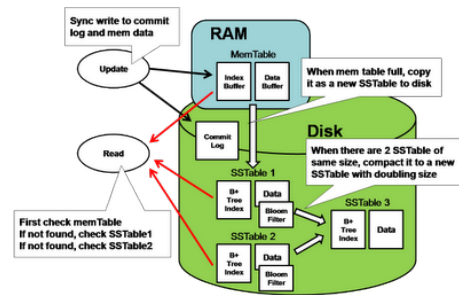 Sync write to commit
log and mem data
RAM
MemTable
Update
Index
Buffer
Data
Buffer
When mem table full, copy
it as a new SSTable to disk
Commit
Log
Disk
Read
When there are 2 SSTable of
same size, compact it to a new
SSTable with doubling size
SSTable 1
B+
Tree
Index
Data
Bloom
Filter
SSTable 3
B+
Tree
Index
Data
First check memTable
If not found, check SSTable1
If not found, check SSTable2
SSTable 2
B+
Tree
Index
Data
Bloom
Filter